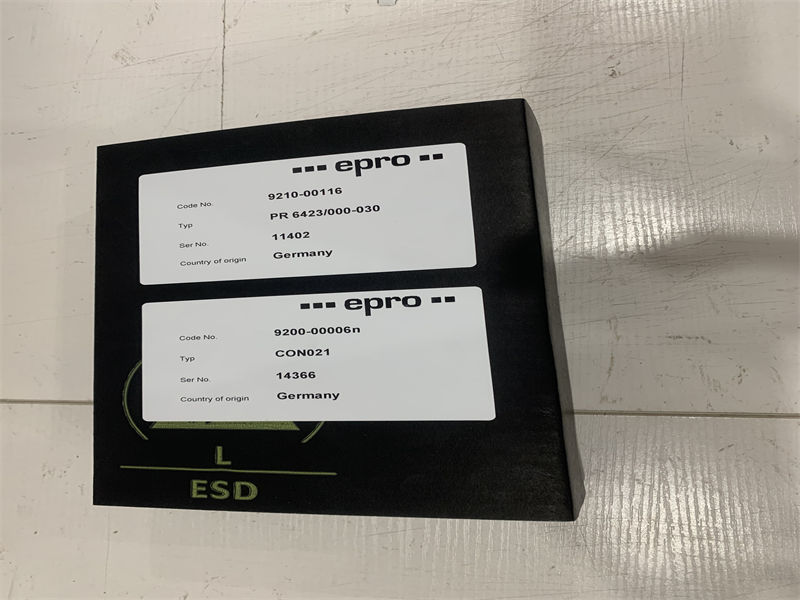 epro
Code No. 9210-00116
Typ PR 6423/000-030
Ser No. 11402
Country of origin Germany
epro
Code No. 9200-00006n
Typ CON021
Ser No. 14366
Country of origin Germany
L
ESD